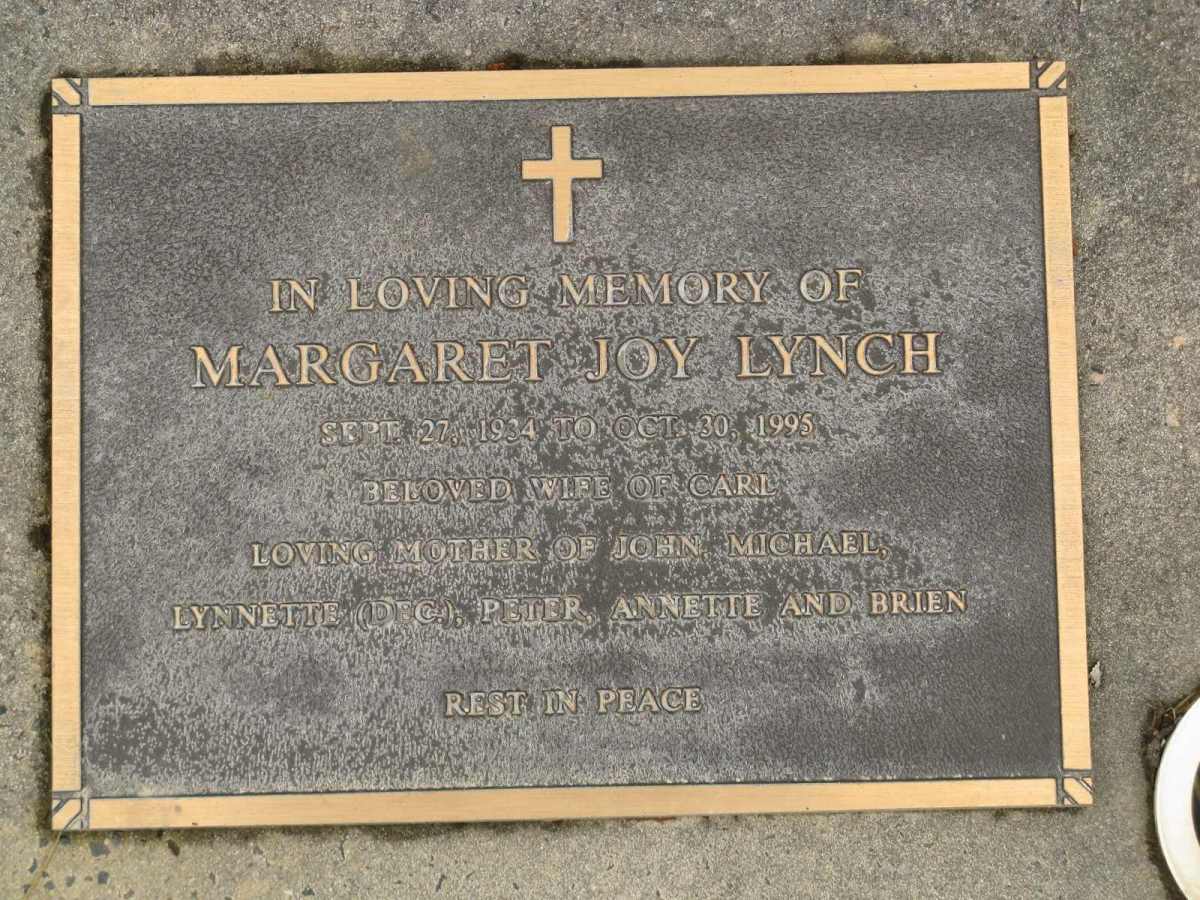 IN LOVING MEMORY OF
MARGARET JOY LYNCH
SEPT. 27, 1934 TO OCT. 30, 1995
BELOVED WIFE OF CARL
LOVING MOTHER OF JOHN, MICHAEL,
LYNNETTE (DEC.), PETER, ANNETTE AND BRIEN
REST IN PEACE